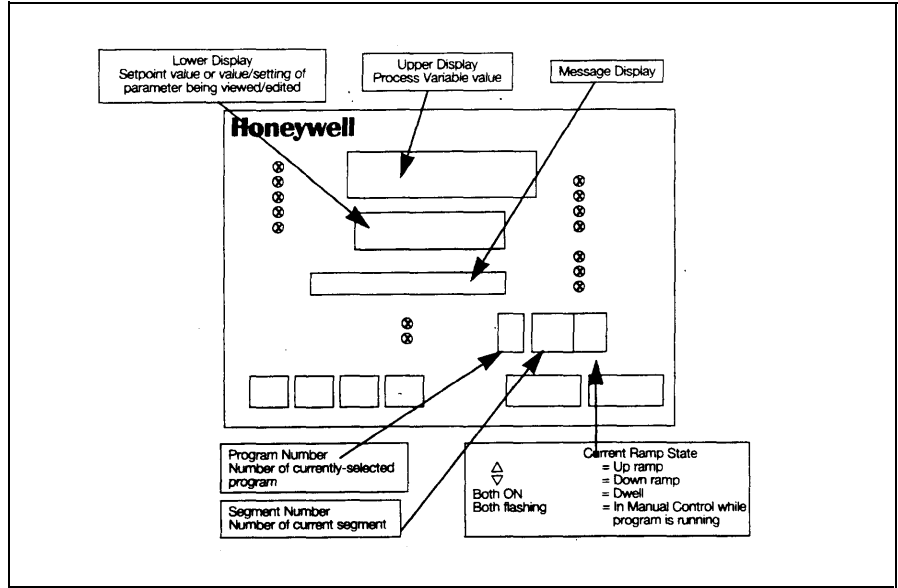 Lower Display
Setpoint value or value/setting of
parameter being viewed/edited
Upper Display
Process Variable value
Message Display
Honeywell
Program Number
Number of currently-selected
program
Segment Number
Number of current segment
Current Ramp State
△ = Up ramp
▽ = Down ramp
Both ON = Dwell
Both flashing = In Manual Control while
program is running